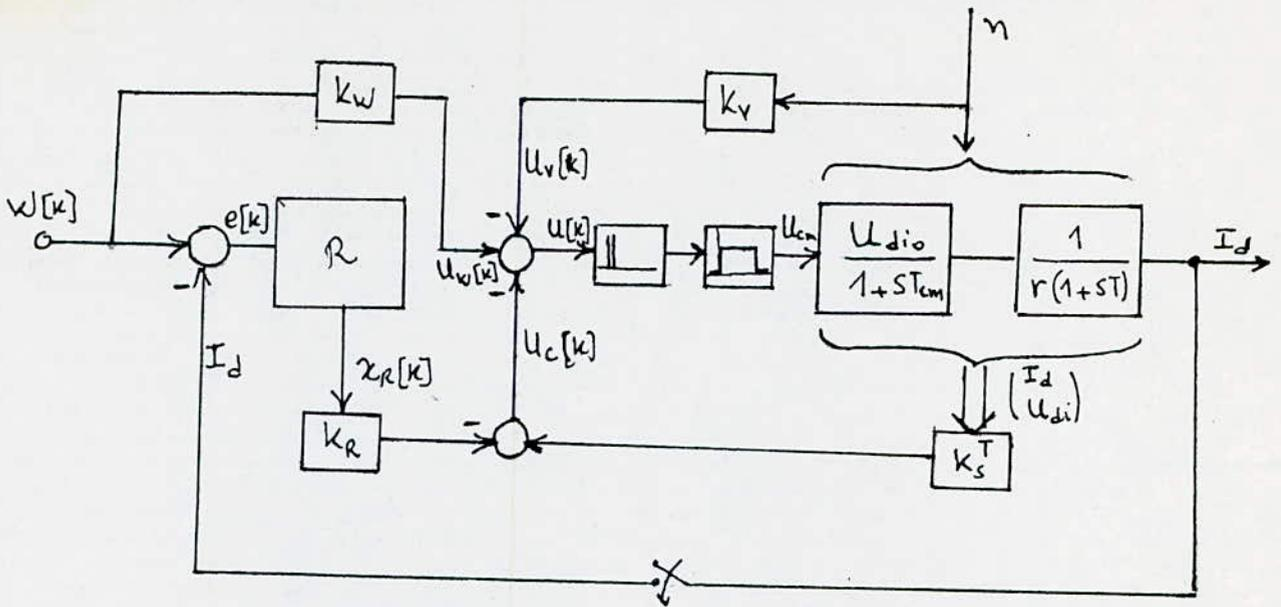 n
kw
kv
uv[k]
w[k]
e[k]
R
uw[k]
u[k]
ucm
Udio
1+STcm
1
r(1+ST)
Id
Id
xR[k]
uc[k]
kR
Id
Udi
ksT